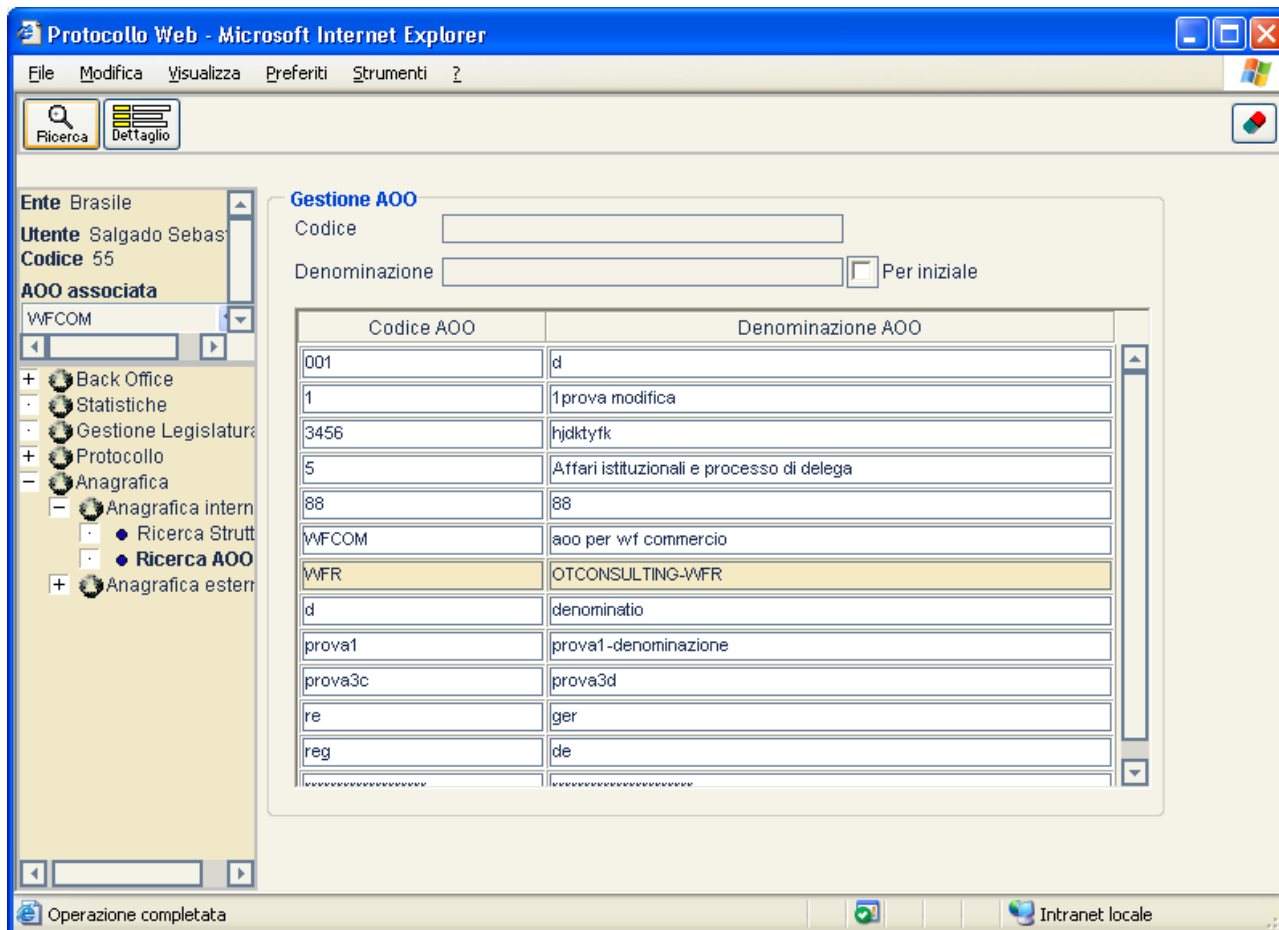 Protocollo Web - Microsoft Internet Explorer
File Modifica Visualizza Preferiti Strumenti ?
Ricerca Dettaglio
Ente Brasile
Utente Salgado Sebas
Codice 55
AOO associata
WFCOM
Back Office
Statistiche
Gestione Legislatura
Protocollo
Anagrafica
Anagrafica intern
Ricerca Strutt
Ricerca AOO
Anagrafica estern
Gestione AOO
Codice
Denominazione Per iniziale
Codice AOO Denominazione AOO
001 d
1 1prova modifica
3456 hjdktyfk
5 Affari istituzionali e processo di delega
88 88
WFCOM aoo per wf commercio
WFR OTCONSULTING-WFR
d denominatio
prova1 prova1-denominazione
prova3c prova3d
re ger
reg de
Operazione completata Intranet locale